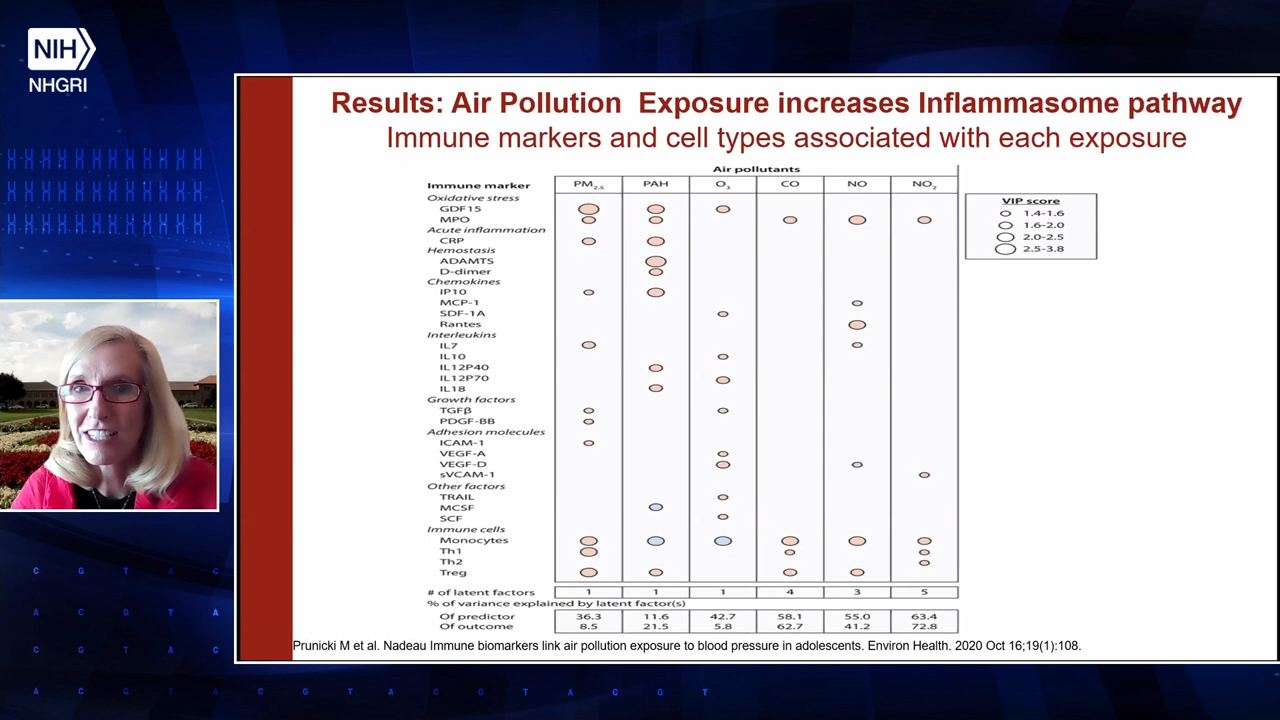 NIH
NHGRI
Results: Air Pollution Exposure increases Inflammasome pathway
Immune markers and cell types associated with each exposure
Air pollutants
Immune marker PM2.5 PAH O3 CO NO NO2
Oxidative stress
GDF15
MPO
Acute inflammation
CRP
Hemostasis
ADAMTS
D-dimer
Chemokines
IP10
MCP-1
SDF-1A
Rantes
Interleukins
IL7
IL10
IL12P40
IL12P70
IL18
Growth factors
TGFβ
PDGF-BB
Adhesion molecules
ICAM-1
VEGF-A
VEGF-D
sVCAM-1
Other factors
TRAIL
MCSF
SCF
Immune cells
Monocytes
Th1
Th2
Treg
# of latent factors 1 1 1 4 3 5
% of variance explained by latent factor(s)
Of predictor 36.3 11.6 42.7 58.1 55.0 63.4
Of outcome 8.5 21.5 5.8 62.7 41.2 72.8
VIP score
1.4-1.6
1.6-2.0
2.0-2.5
2.5-3.8
Prunicki M et al. Nadeau Immune biomarkers link air pollution exposure to blood pressure in adolescents. Environ Health. 2020 Oct 16;19(1):108.
C G T A C
A C G T A
C G T A C
A C G T A C G T A C G T A C G T